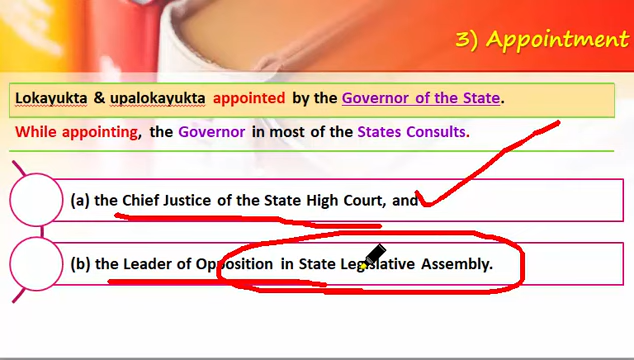 3) Appointment
Lokayukta & upalokayukta appointed by the Governor of the State.
While appointing, the Governor in most of the States Consults.
(a) the Chief Justice of the State High Court, and
(b) the Leader of Opposition in State Legislative Assembly.